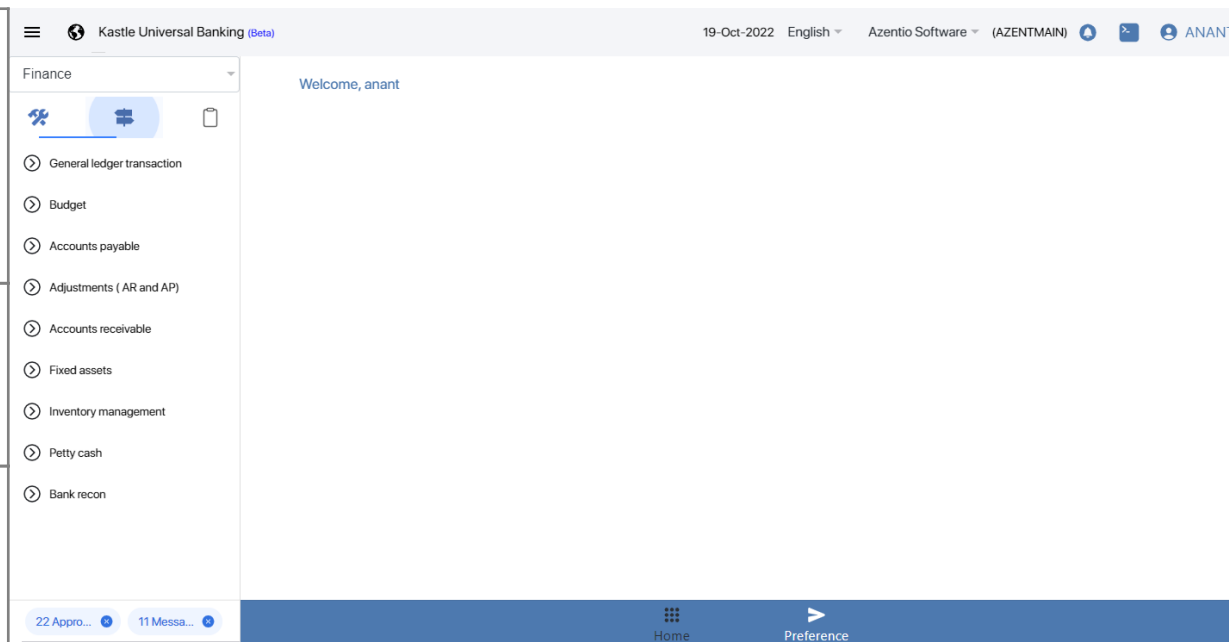 Kastle Universal Banking (Beta)
19-Oct-2022 English Azentio Software (AZENTMAIN) ANANT
Finance
Welcome, anant
General ledger transaction
Budget
Accounts payable
Adjustments ( AR and AP)
Accounts receivable
Fixed assets
Inventory management
Petty cash
Bank recon
22 Appro... 11 Messa...
Home Preference